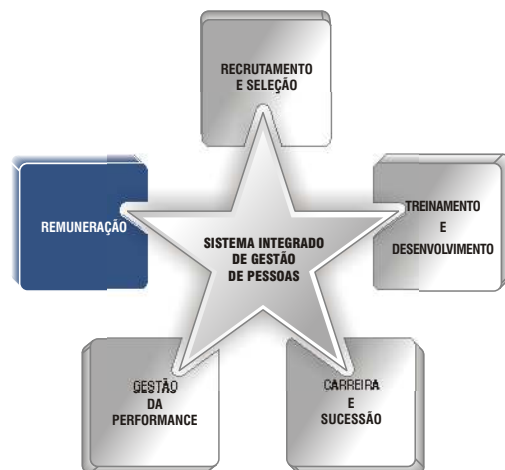 RECRUTAMENTO
E SELEÇÃO
REMUNERAÇÃO
TREINAMENTO
E
DESENVOLVIMENTO
SISTEMA INTEGRADO
DE GESTÃO
DE PESSOAS
GESTÃO
DA
PERFORMANCE
CARREIRA
E
SUCESSÃO